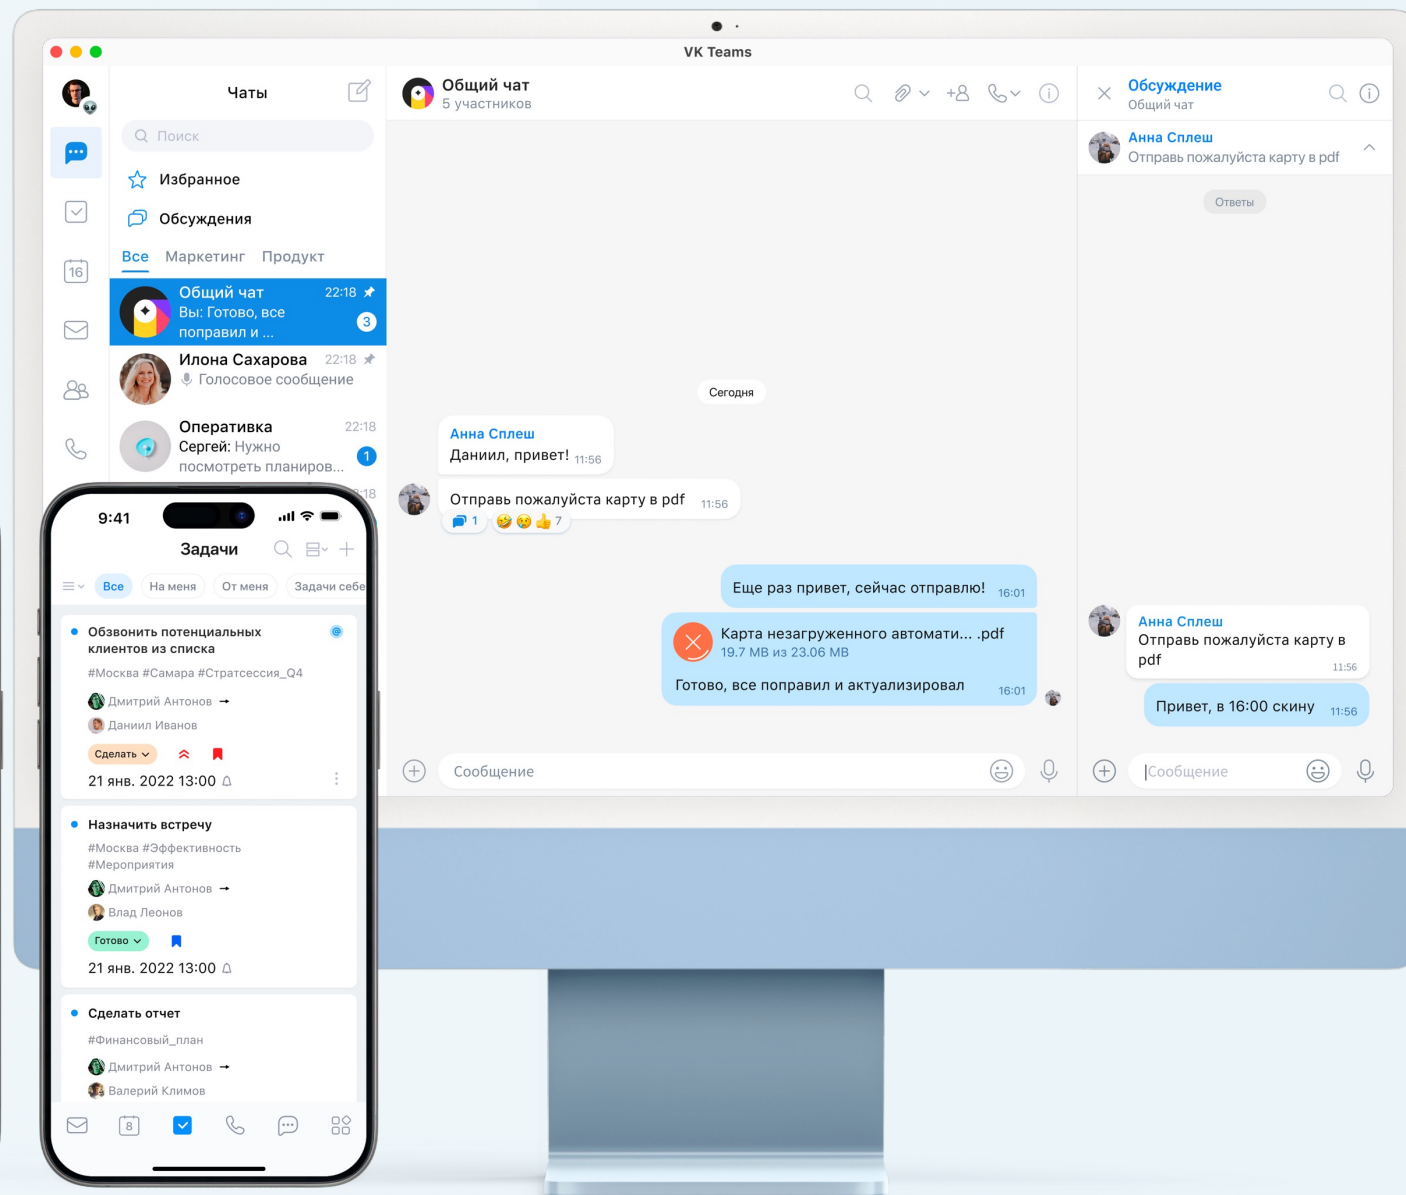 VK Teams
Чаты
Поиск
Избранное
Обсуждения
Все Маркетинг Продукт
Общий чат 22:18
Вы: Готово, все
поправил и ...
3
Илона Сахарова 22:18
Голосовое сообщение
Оперативка 22:18
Сергей: Нужно
посмотреть планиров...
1
16
Общий чат
5 участников
Сегодня
Анна Сплеш
Даниил, привет! 11:56
Отправь пожалуйста карту в pdf 11:56
1 7
Еще раз привет, сейчас отправлю! 16:01
Карта незагруженного автомати... .pdf
19.7 MB из 23.06 MB
Готово, все поправил и актуализировал 16:01
Сообщение
Обсуждение
Общий чат
Анна Сплеш
Отправь пожалуйста карту в pdf
Ответы
Анна Сплеш
Отправь пожалуйста карту в
pdf
11:56
Привет, в 16:00 скину 11:56
Сообщение
9:41
Задачи
Все На меня От меня Задачи себе
Обзвонить потенциальных
клиентов из списка
#Москва #Самара #Стратсессия_Q4
Дмитрий Антонов →
Даниил Иванов
Сделать
21 янв. 2022 13:00
Назначить встречу
#Москва #Эффективность
#Мероприятия
Дмитрий Антонов →
Влад Леонов
Готово
21 янв. 2022 13:00
Сделать отчет
#Финансовый_план
Дмитрий Антонов →
Валерий Климов
8